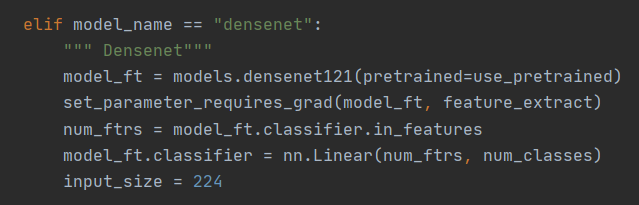 elif model_name == "densenet":
    """ Densenet"""
    model_ft = models.densenet121(pretrained=use_pretrained)
    set_parameter_requires_grad(model_ft, feature_extract)
    num_ftrs = model_ft.classifier.in_features
    model_ft.classifier = nn.Linear(num_ftrs, num_classes)
    input_size = 224